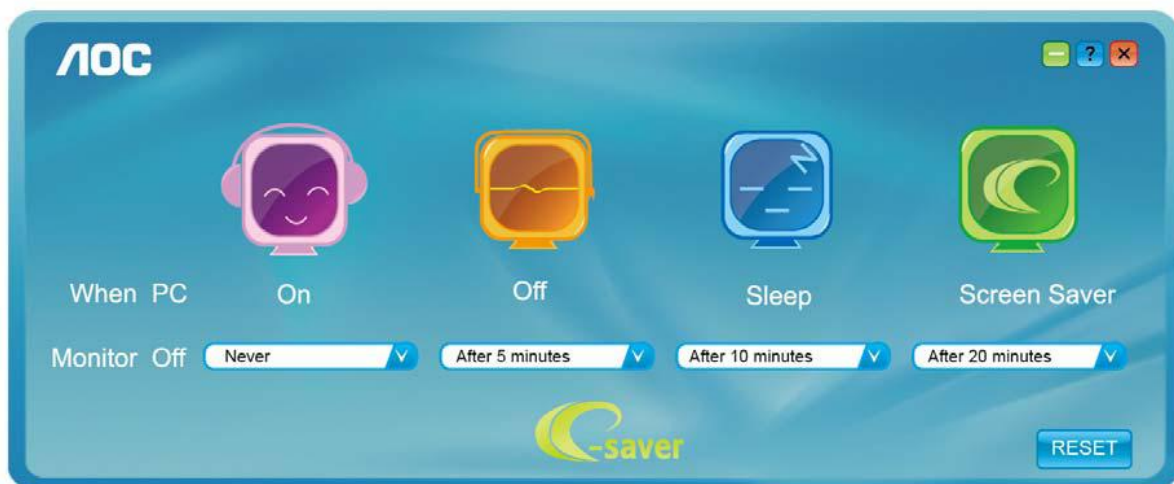 AOC
?
When PC On Off Sleep Screen Saver
Monitor Off Never After 5 minutes After 10 minutes After 20 minutes
e-saver
RESET